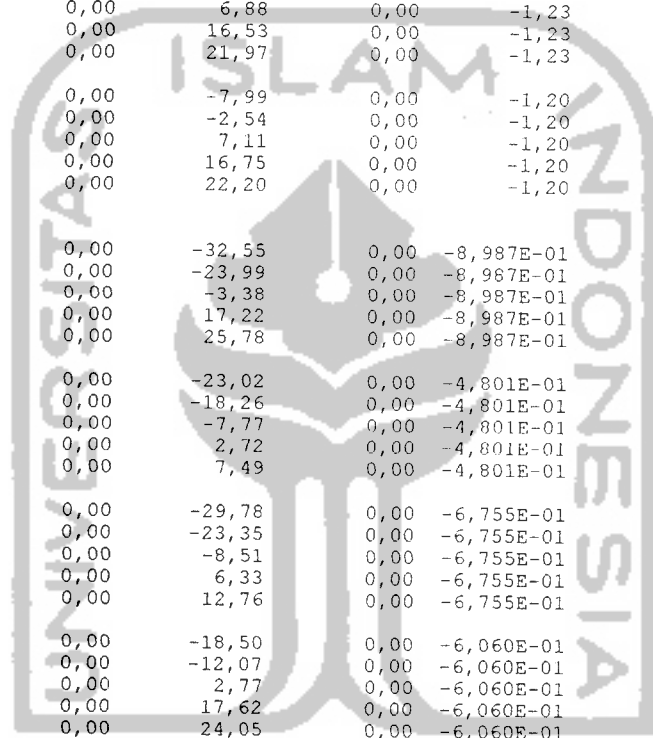 0,00 6,88 0,00 -1,23
0,00 16,53 0,00 -1,23
0,00 21,97 0,00 -1,23
0,00 -7,99 0,00 -1,20
0,00 -2,54 0,00 -1,20
0,00 7,11 0,00 -1,20
0,00 16,75 0,00 -1,20
0,00 22,20 0,00 -1,20
0,00 -32,55 0,00 -8,987E-01
0,00 -23,99 0,00 -8,987E-01
0,00 -3,38 0,00 -8,987E-01
0,00 17,22 0,00 -8,987E-01
0,00 25,78 0,00 -8,987E-01
0,00 -23,02 0,00 -4,801E-01
0,00 -18,26 0,00 -4,801E-01
0,00 -7,77 0,00 -4,801E-01
0,00 2,72 0,00 -4,801E-01
0,00 7,49 0,00 -4,801E-01
0,00 -29,78 0,00 -6,755E-01
0,00 -23,35 0,00 -6,755E-01
0,00 -8,51 0,00 -6,755E-01
0,00 6,33 0,00 -6,755E-01
0,00 12,76 0,00 -6,755E-01
0,00 -18,50 0,00 -6,060E-01
0,00 -12,07 0,00 -6,060E-01
0,00 2,77 0,00 -6,060E-01
0,00 17,62 0,00 -6,060E-01
0,00 24,05 0,00 -6,060E-01
UNIVERSITAS
ISLAM
INDONESIA